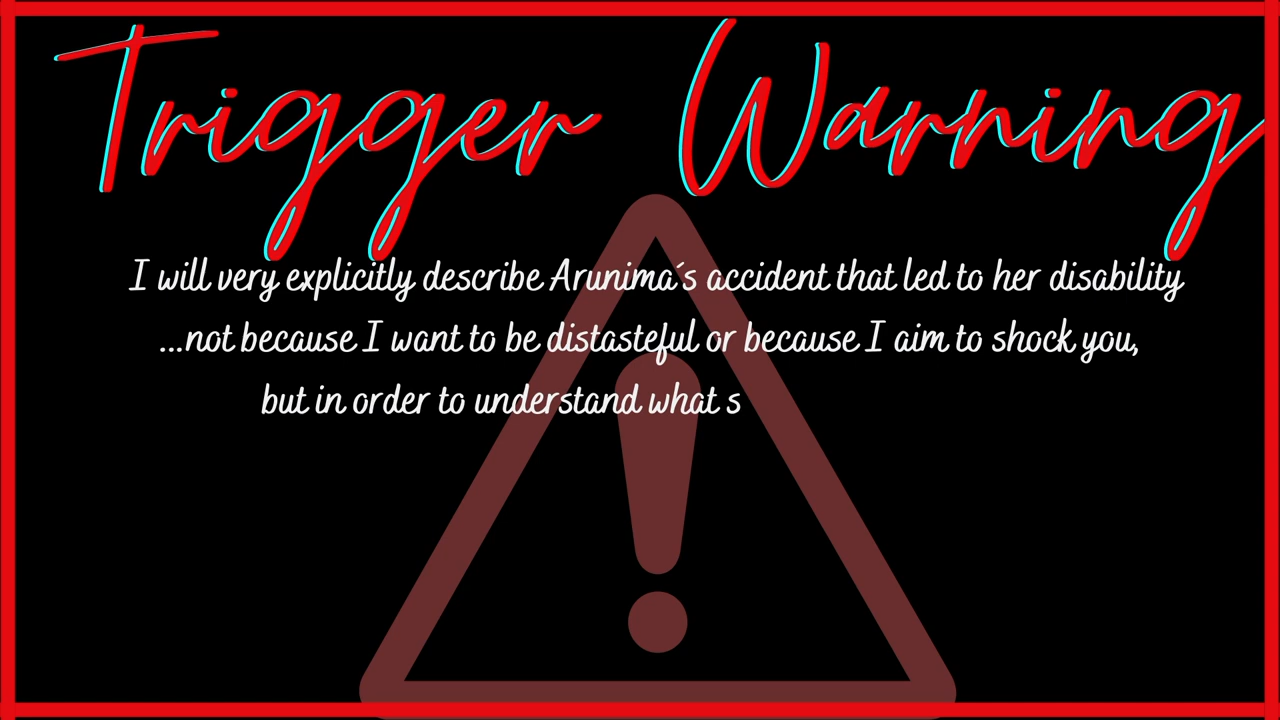 Trigger Warning
I will very explicitly describe Arunima´s accident that led to her disability
...not because I want to be distasteful or because I aim to shock you,
but in order to understand what s